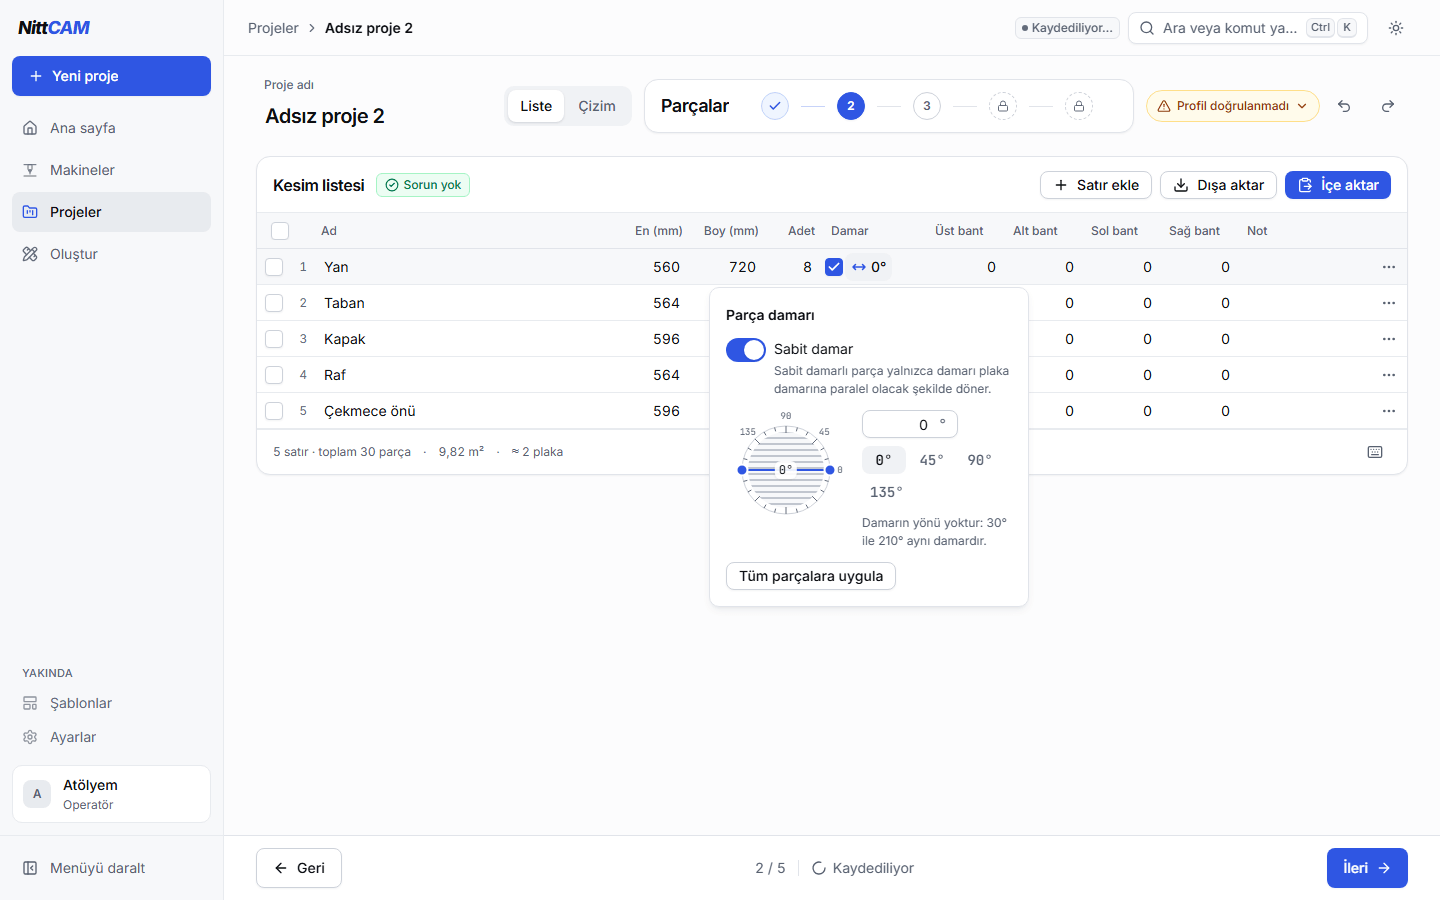 NittCAM
Projeler > Adsız proje 2
Kaydediliyor...
Ara veya komut ya...
Ctrl K
Yeni proje
Ana sayfa
Makineler
Projeler
Oluştur
Proje adı
Adsız proje 2
Liste
Çizim
Parçalar
2
3
Profil doğrulanmadı
Kesim listesi
Sorun yok
Satır ekle
Dışa aktar
İçe aktar
Ad En (mm) Boy (mm) Adet Damar Üst bant Alt bant Sol bant Sağ bant Not
1 Yan 560 720 8 0° 0 0 0 0 ...
2 Taban 564 0 0 0 ...
3 Kapak 596 0 0 0 ...
4 Raf 564 0 0 0 ...
5 Çekmece önü 596 0 0 0 ...
5 satır · toplam 30 parça · 9,82 m² · ≈ 2 plaka
Parça damarı
Sabit damar
Sabit damarlı parça yalnızca damarı plaka
damarına paralel olacak şekilde döner.
90
135
45
0°
0
0 °
0° 45° 90°
135°
Damarın yönü yoktur: 30°
ile 210° aynı damardır.
Tüm parçalara uygula
YAKINDA
Şablonlar
Ayarlar
A
Atölyem
Operatör
Menüyü daralt
Geri
2 / 5
Kaydediliyor
İleri